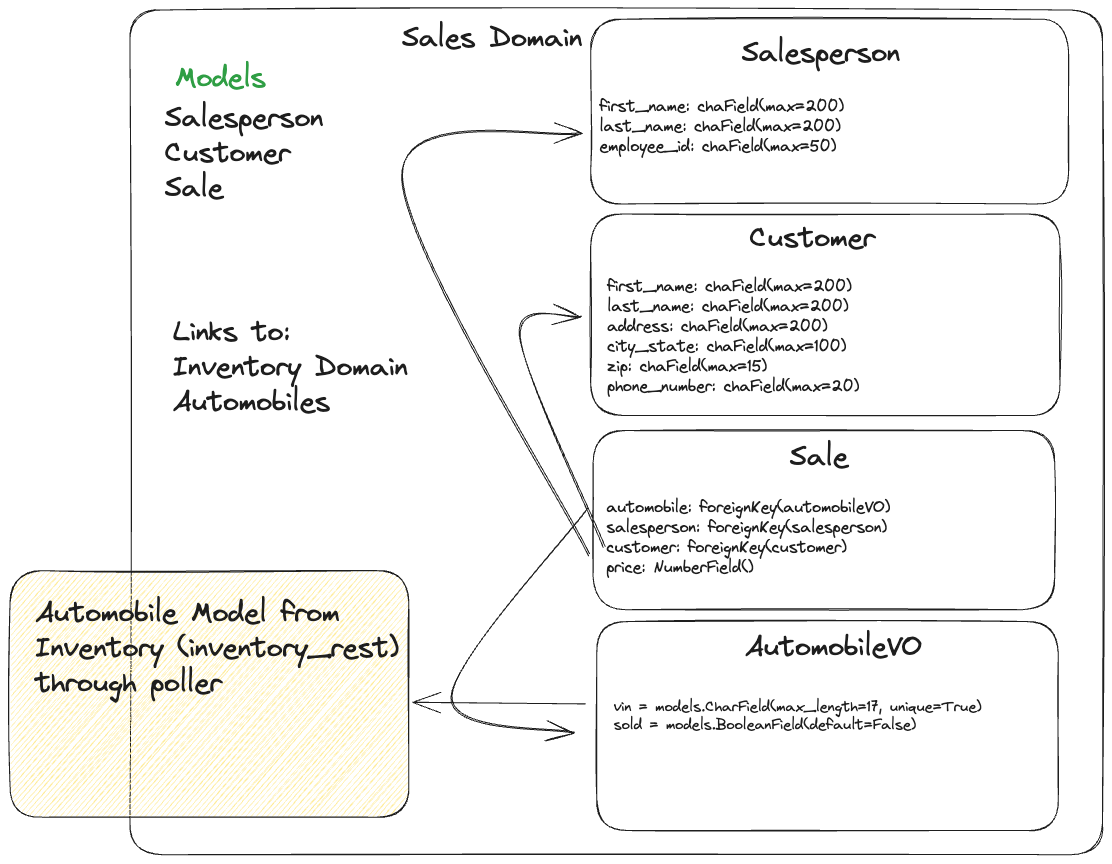 Sales Domain
Models
Salesperson
Customer
Sale
Links to:
Inventory Domain
Automobiles
Automobile Model from
Inventory (inventory_rest)
through poller
Salesperson
first_name: chaField(max=200)
last_name: chaField(max=200)
employee_id: chaField(max=50)
Customer
first_name: chaField(max=200)
last_name: chaField(max=200)
address: chaField(max=200)
city_state: chaField(max=100)
zip: chaField(max=15)
phone_number: chaField(max=20)
Sale
automobile: foreignKey(automobileVO)
salesperson: foreignKey(salesperson)
customer: foreignKey(customer)
price: NumberField()
AutomobileVO
vin = models.CharField(max_length=17, unique=True)
sold = models.BooleanField(default=False)